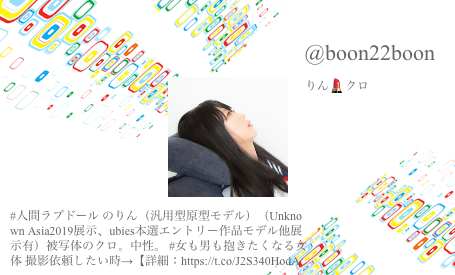 @boon22boon
りん💄クロ
#人間ラブドール のりん（汎用型原型モデル）（Unkno
wn Asia2019展示、ubies本選エントリー作品モデル他展
示有）被写体のクロ。中性。 #女も男も抱きたくなる女
体 撮影依頼したい時→【詳細：https://t.co/J2S340HodA